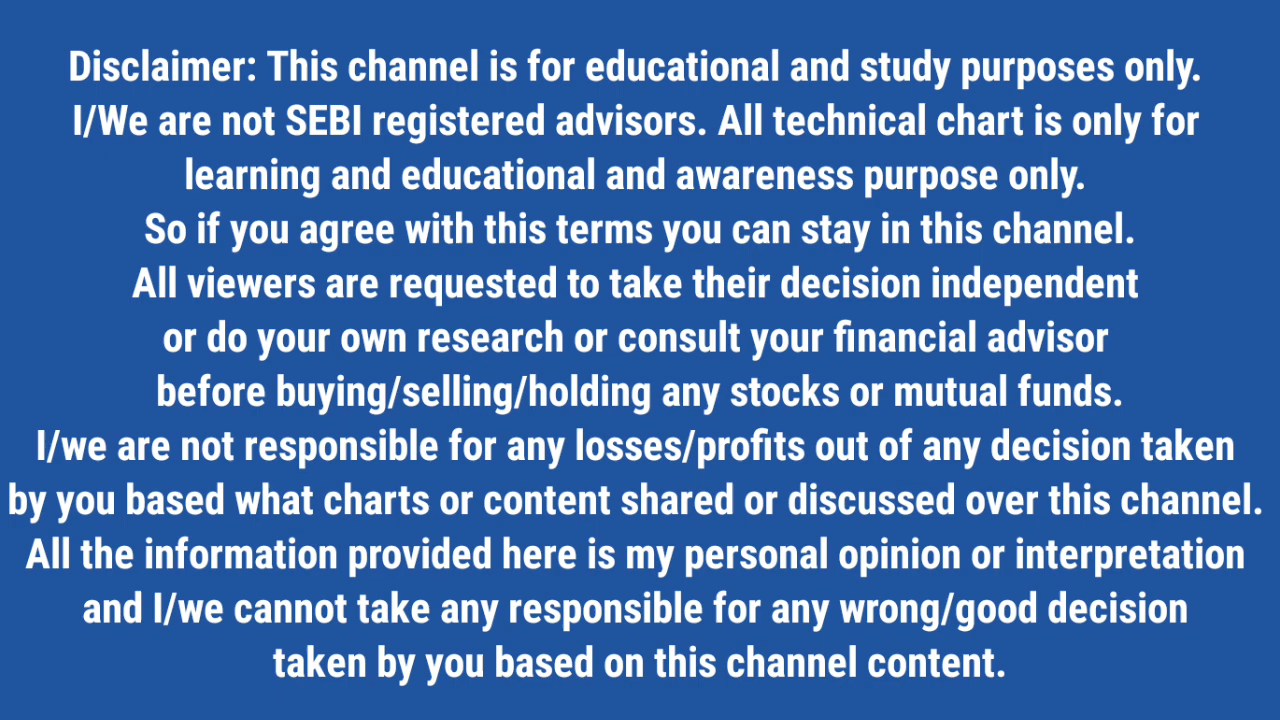 Disclaimer: This channel is for educational and study purposes only.
I/We are not SEBI registered advisors. All technical chart is only for
learning and educational and awareness purpose only.
So if you agree with this terms you can stay in this channel.
All viewers are requested to take their decision independent
or do your own research or consult your financial advisor
before buying/selling/holding any stocks or mutual funds.
I/we are not responsible for any losses/profits out of any decision taken
by you based what charts or content shared or discussed over this channel.
All the information provided here is my personal opinion or interpretation
and I/we cannot take any responsible for any wrong/good decision
taken by you based on this channel content.